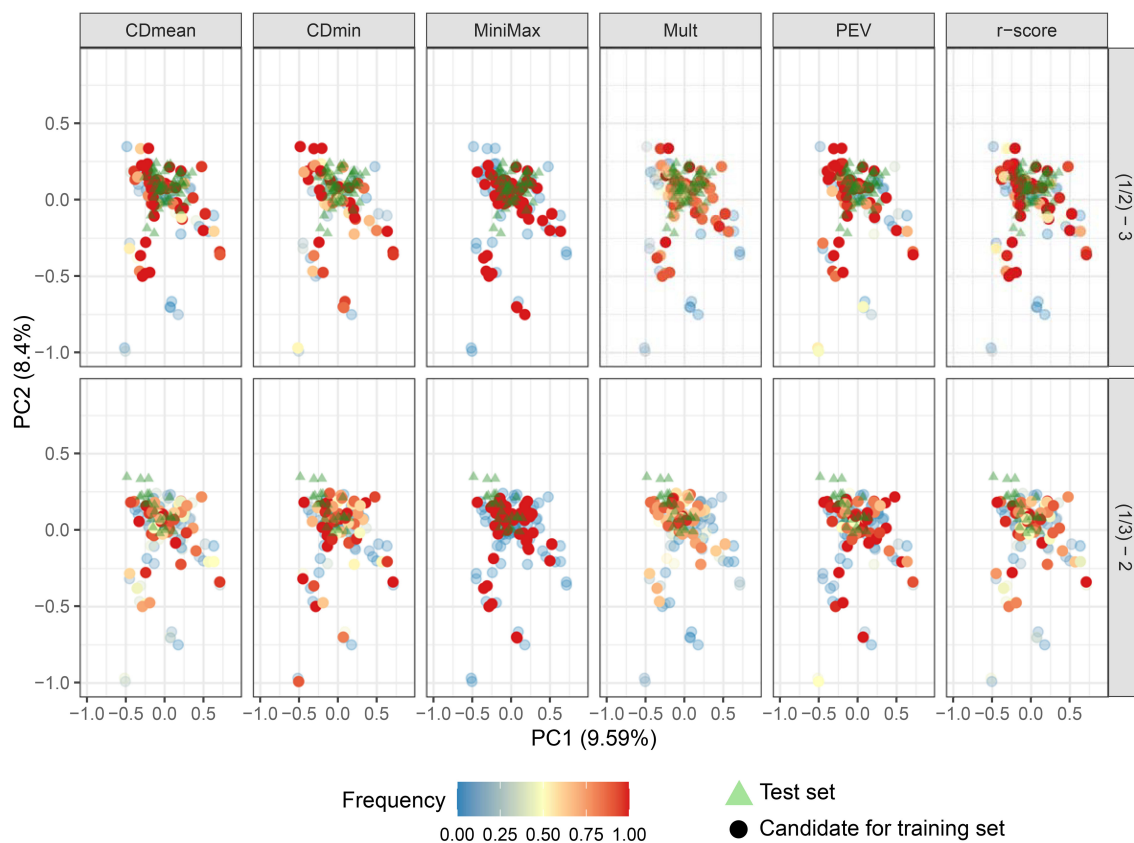 CDmean CDmin MiniMax Mult PEV r−score
0.5
0.0
−0.5
−1.0
(1/2) − 3
0.5
0.0
−0.5
−1.0
(1/3) − 2
PC2 (8.4%)
−1.0 −0.5 0.0 0.5 −1.0 −0.5 0.0 0.5 −1.0 −0.5 0.0 0.5 −1.0 −0.5 0.0 0.5 −1.0 −0.5 0.0 0.5 −1.0 −0.5 0.0 0.5
PC1 (9.59%)
Frequency
0.00 0.25 0.50 0.75 1.00
Test set
Candidate for training set